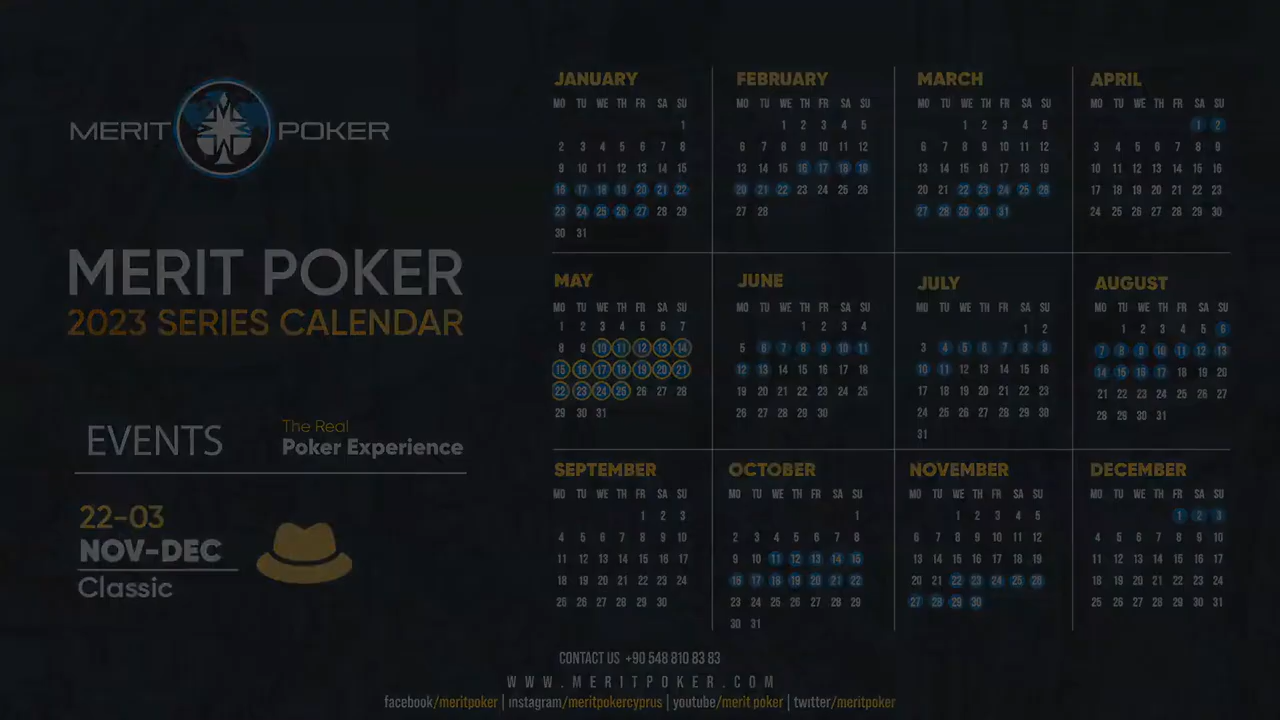 MERIT POKER
MERIT POKER
2023 SERIES CALENDAR
EVENTS
The Real
Poker Experience
22-03
NOV-DEC
Classic
JANUARY
MO TU WE TH FR SA SU
1
2 3 4 5 6 7 8
9 10 11 12 13 14 15
16 17 18 19 20 21 22
23 24 25 26 27 28 29
30 31
FEBRUARY
MO TU WE TH FR SA SU
1 2 3 4 5
6 7 8 9 10 11 12
13 14 15 16 17 18 19
20 21 22 23 24 25 26
27 28
MARCH
MO TU WE TH FR SA SU
1 2 3 4 5
6 7 8 9 10 11 12
13 14 15 16 17 18 19
20 21 22 23 24 25 26
27 28 29 30 31
APRIL
MO TU WE TH FR SA SU
1 2
3 4 5 6 7 8 9
10 11 12 13 14 15 16
17 18 19 20 21 22 23
24 25 26 27 28 29 30
MAY
MO TU WE TH FR SA SU
1 2 3 4 5 6 7
8 9 10 11 12 13 14
15 16 17 18 19 20 21
22 23 24 25 26 27 28
29 30 31
JUNE
MO TU WE TH FR SA SU
1 2 3 4
5 6 7 8 9 10 11
12 13 14 15 16 17 18
19 20 21 22 23 24 25
26 27 28 29 30
JULY
MO TU WE TH FR SA SU
1 2
3 4 5 6 7 8 9
10 11 12 13 14 15 16
17 18 19 20 21 22 23
24 25 26 27 28 29 30
31
AUGUST
MO TU WE TH FR SA SU
1 2 3 4 5 6
7 8 9 10 11 12 13
14 15 16 17 18 19 20
21 22 23 24 25 26 27
28 29 30 31
SEPTEMBER
MO TU WE TH FR SA SU
1 2 3
4 5 6 7 8 9 10
11 12 13 14 15 16 17
18 19 20 21 22 23 24
25 26 27 28 29 30
OCTOBER
MO TU WE TH FR SA SU
1
2 3 4 5 6 7 8
9 10 11 12 13 14 15
16 17 18 19 20 21 22
23 24 25 26 27 28 29
30 31
NOVEMBER
MO TU WE TH FR SA SU
1 2 3 4 5
6 7 8 9 10 11 12
13 14 15 16 17 18 19
20 21 22 23 24 25 26
27 28 29 30
DECEMBER
MO TU WE TH FR SA SU
1 2 3
4 5 6 7 8 9 10
11 12 13 14 15 16 17
18 19 20 21 22 23 24
25 26 27 28 29 30 31
CONTACT US +90 548 810 83 83
WWW.MERITPOKER.COM
facebook/meritpoker | instagram/meritpokercyprus | youtube/merit poker | twitter/meritpoker